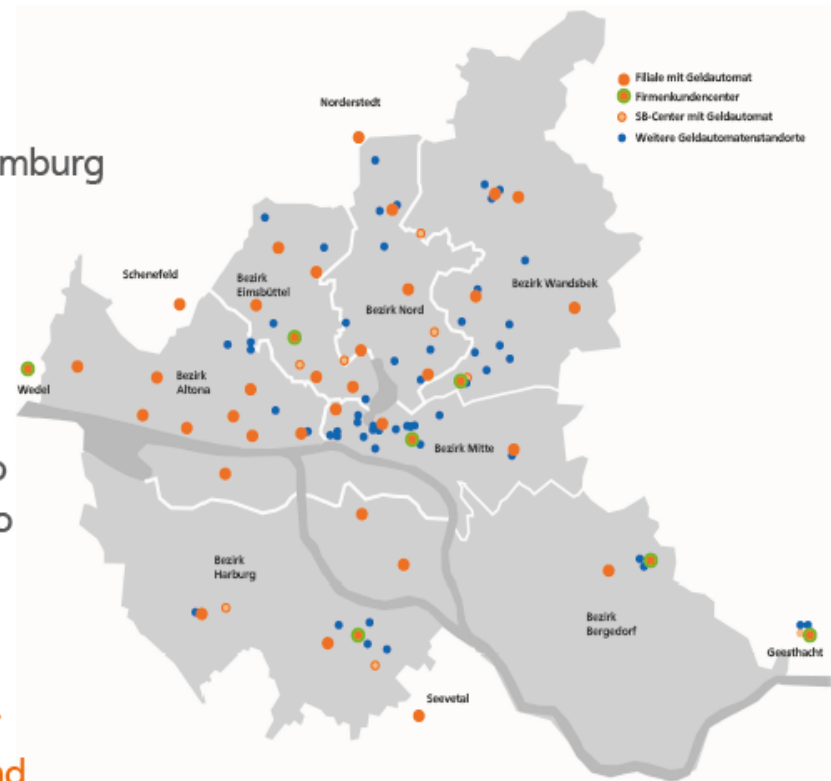 Filiale mit Geldautomat
Firmenkundencenter
SB-Center mit Geldautomat
Weitere Geldautomatenstandorte
Norderstedt
mburg
Schenefeld
Bezirk
Eimsbüttel
Bezirk Nord
Bezirk Wandsbek
Wedel
Bezirk
Altona
Bezirk Mitte
o
o
Bezirk
Harburg
Bezirk
Bergedorf
Geesthacht
Seevetal
nd